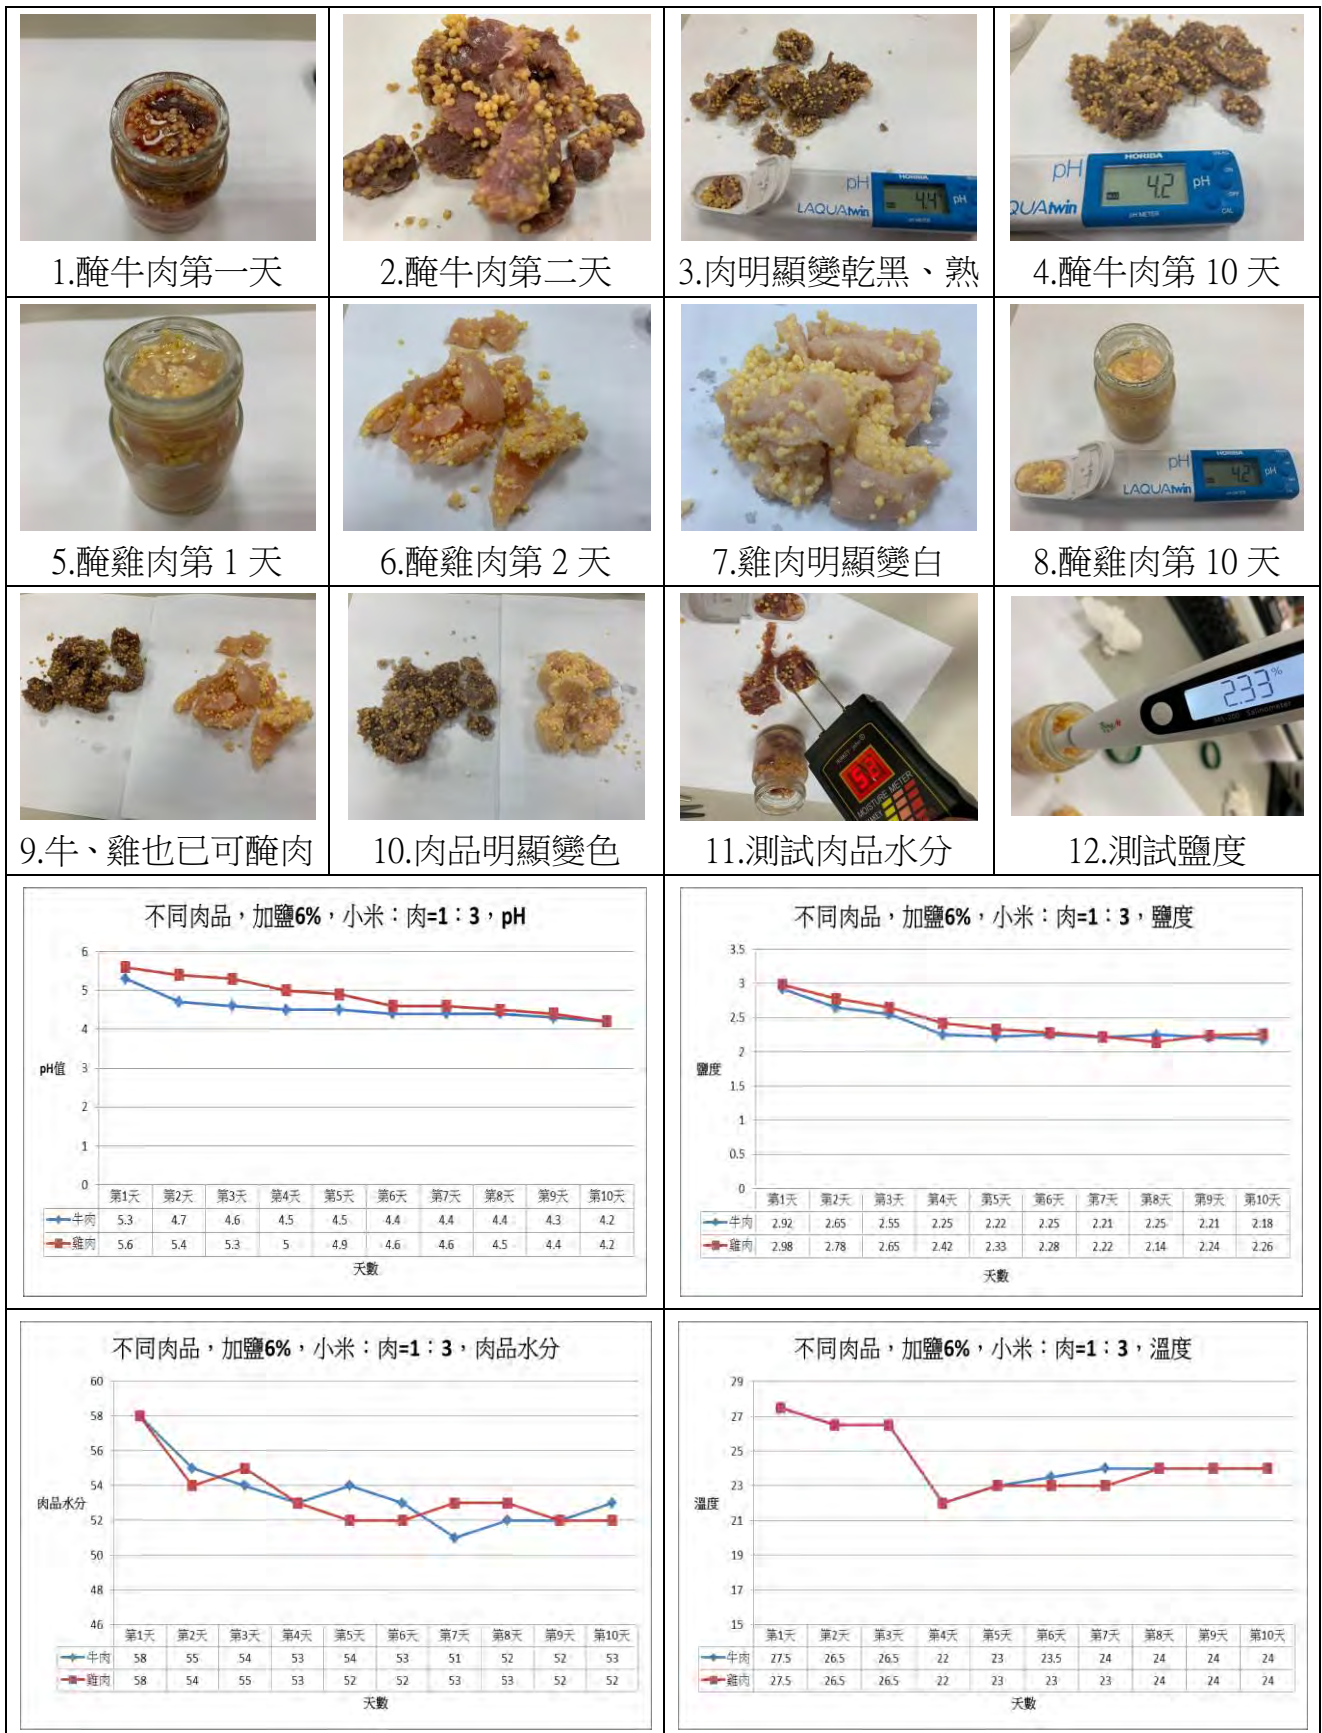 HORIBA
pH
4.4
pH
LAQUAtwin
pH METER
HORIBA
pH
4.2
pH
ON
OFF
CAL
QUAtwin
pH METER
1.醃牛肉第一天
2.醃牛肉第二天
3.肉明顯變乾黑、熟
4.醃牛肉第 10 天
HORIBA
pH
4.2
pH
LAQUAtwin
5.醃雞肉第 1 天
6.醃雞肉第 2 天
7.雞肉明顯變白
8.醃雞肉第 10 天
53
MOISTURE METER
2.33 %
Salinometer
9.牛、雞也已可醃肉
10.肉品明顯變色
11.測試肉品水分
12.測試鹽度
不同肉品，加鹽6%，小米：肉=1：3，pH
6
5
4
pH值 3
2
1
0
第1天 第2天 第3天 第4天 第5天 第6天 第7天 第8天 第9天 第10天
牛肉 5.3 4.7 4.6 4.5 4.5 4.4 4.4 4.4 4.3 4.2
雞肉 5.6 5.4 5.3 5 4.9 4.6 4.6 4.5 4.4 4.2
天數
不同肉品，加鹽6%，小米：肉=1：3，鹽度
3.5
3
2.5
2
鹽度
1.5
1
0.5
0
第1天 第2天 第3天 第4天 第5天 第6天 第7天 第8天 第9天 第10天
牛肉 2.92 2.65 2.55 2.25 2.22 2.25 2.21 2.25 2.21 2.18
雞肉 2.98 2.78 2.65 2.42 2.33 2.28 2.22 2.14 2.24 2.26
天數
不同肉品，加鹽6%，小米：肉=1：3，肉品水分
60
58
56
54
肉品水分
52
50
48
46
第1天 第2天 第3天 第4天 第5天 第6天 第7天 第8天 第9天 第10天
牛肉 58 55 54 53 54 53 51 52 52 53
雞肉 58 54 55 53 52 52 53 53 52 52
天數
不同肉品，加鹽6%，小米：肉=1：3，溫度
29
27
25
23
溫度
21
19
17
15
第1天 第2天 第3天 第4天 第5天 第6天 第7天 第8天 第9天 第10天
牛肉 27.5 26.5 26.5 22 23 23.5 24 24 24 24
雞肉 27.5 26.5 26.5 22 23 23 23 24 24 24
天數